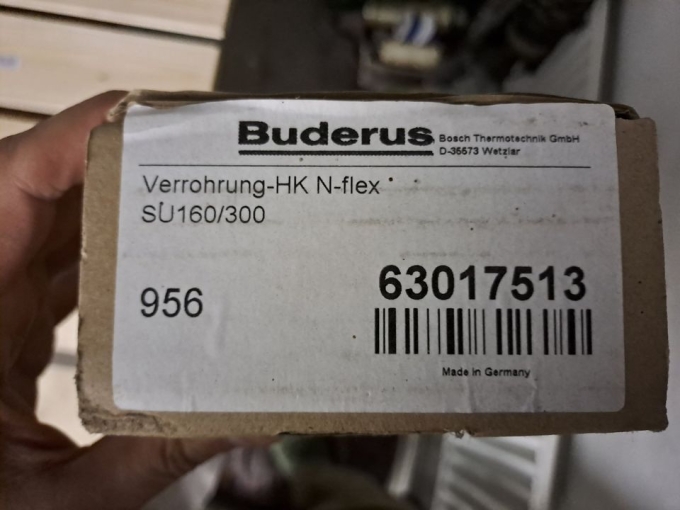 Buderus
Bosch Thermotechnik GmbH
D-35573 Wetzlar
Verrohrung-HK N-flex
SU160/300
956
63017513
Made in Germany